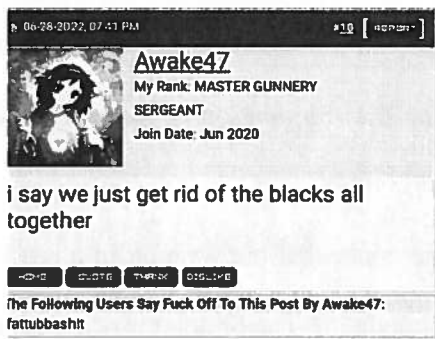 06-28-2022, 07:41 PM #10 [ REPORT ]
Awake47
My Rank: MASTER GUNNERY
SERGEANT
Join Date: Jun 2020
i say we just get rid of the blacks all
together
HOME QUOTE THANK DISLIKE
The Following Users Say Fuck Off To This Post By Awake47:
fattubbashit